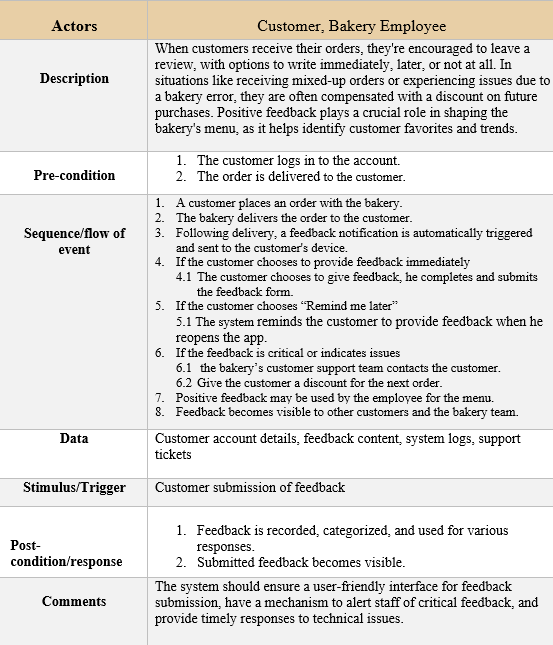 Actors
Customer, Bakery Employee
Description
When customers receive their orders, they're encouraged to leave a
review, with options to write immediately, later, or not at all. In
situations like receiving mixed-up orders or experiencing issues due to
a bakery error, they are often compensated with a discount on future
purchases. Positive feedback plays a crucial role in shaping the
bakery's menu, as it helps identify customer favorites and trends.
Pre-condition
1. The customer logs in to the account.
2. The order is delivered to the customer.
Sequence/flow of
event
1. A customer places an order with the bakery.
2. The bakery delivers the order to the customer.
3. Following delivery, a feedback notification is automatically triggered
and sent to the customer's device.
4. If the customer chooses to provide feedback immediately
4.1 The customer chooses to give feedback, he completes and submits
the feedback form.
5. If the customer chooses “Remind me later”
5.1 The system reminds the customer to provide feedback when he
reopens the app.
6. If the feedback is critical or indicates issues
6.1 the bakery’s customer support team contacts the customer.
6.2 Give the customer a discount for the next order.
7. Positive feedback may be used by the employee for the menu.
8. Feedback becomes visible to other customers and the bakery team.
Data
Customer account details, feedback content, system logs, support
tickets
Stimulus/Trigger
Customer submission of feedback
Post-
condition/response
1. Feedback is recorded, categorized, and used for various
responses.
2. Submitted feedback becomes visible.
Comments
The system should ensure a user-friendly interface for feedback
submission, have a mechanism to alert staff of critical feedback, and
provide timely responses to technical issues.